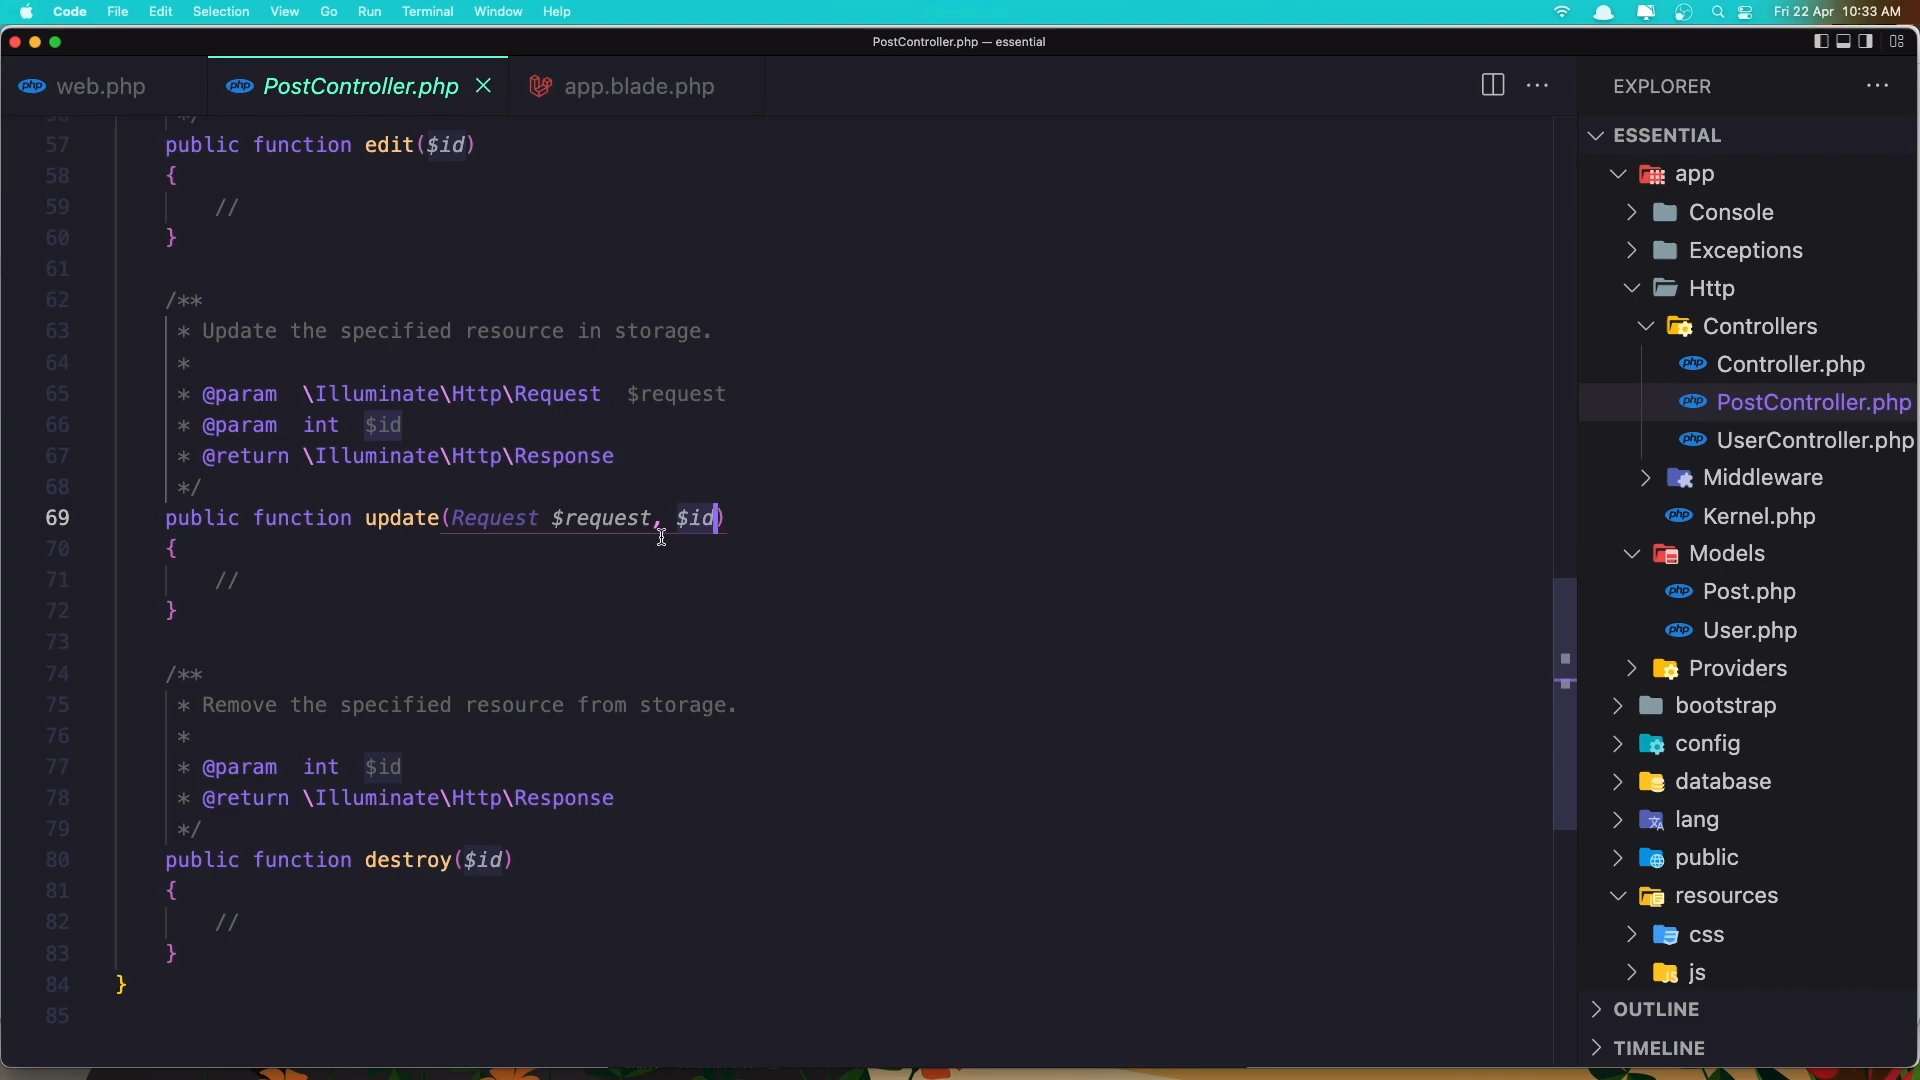 Code File Edit Selection View Go Run Terminal Window Help Fri 22 Apr 10:33 AM
PostController.php — essential
web.php PostController.php app.blade.php
57 public function edit($id)
58 {
59 //
60 }
61
62 /**
63 * Update the specified resource in storage.
64 *
65 * @param \Illuminate\Http\Request $request
66 * @param int $id
67 * @return \Illuminate\Http\Response
68 */
69 public function update(Request $request, $id)
70 {
71 //
72 }
73
74 /**
75 * Remove the specified resource from storage.
76 *
77 * @param int $id
78 * @return \Illuminate\Http\Response
79 */
80 public function destroy($id)
81 {
82 //
83 }
84 }
85
EXPLORER
ESSENTIAL
app
Console
Exceptions
Http
Controllers
php Controller.php
php PostController.php
php UserController.php
Middleware
php Kernel.php
Models
php Post.php
php User.php
Providers
bootstrap
config
database
lang
public
resources
css
js
OUTLINE
TIMELINE